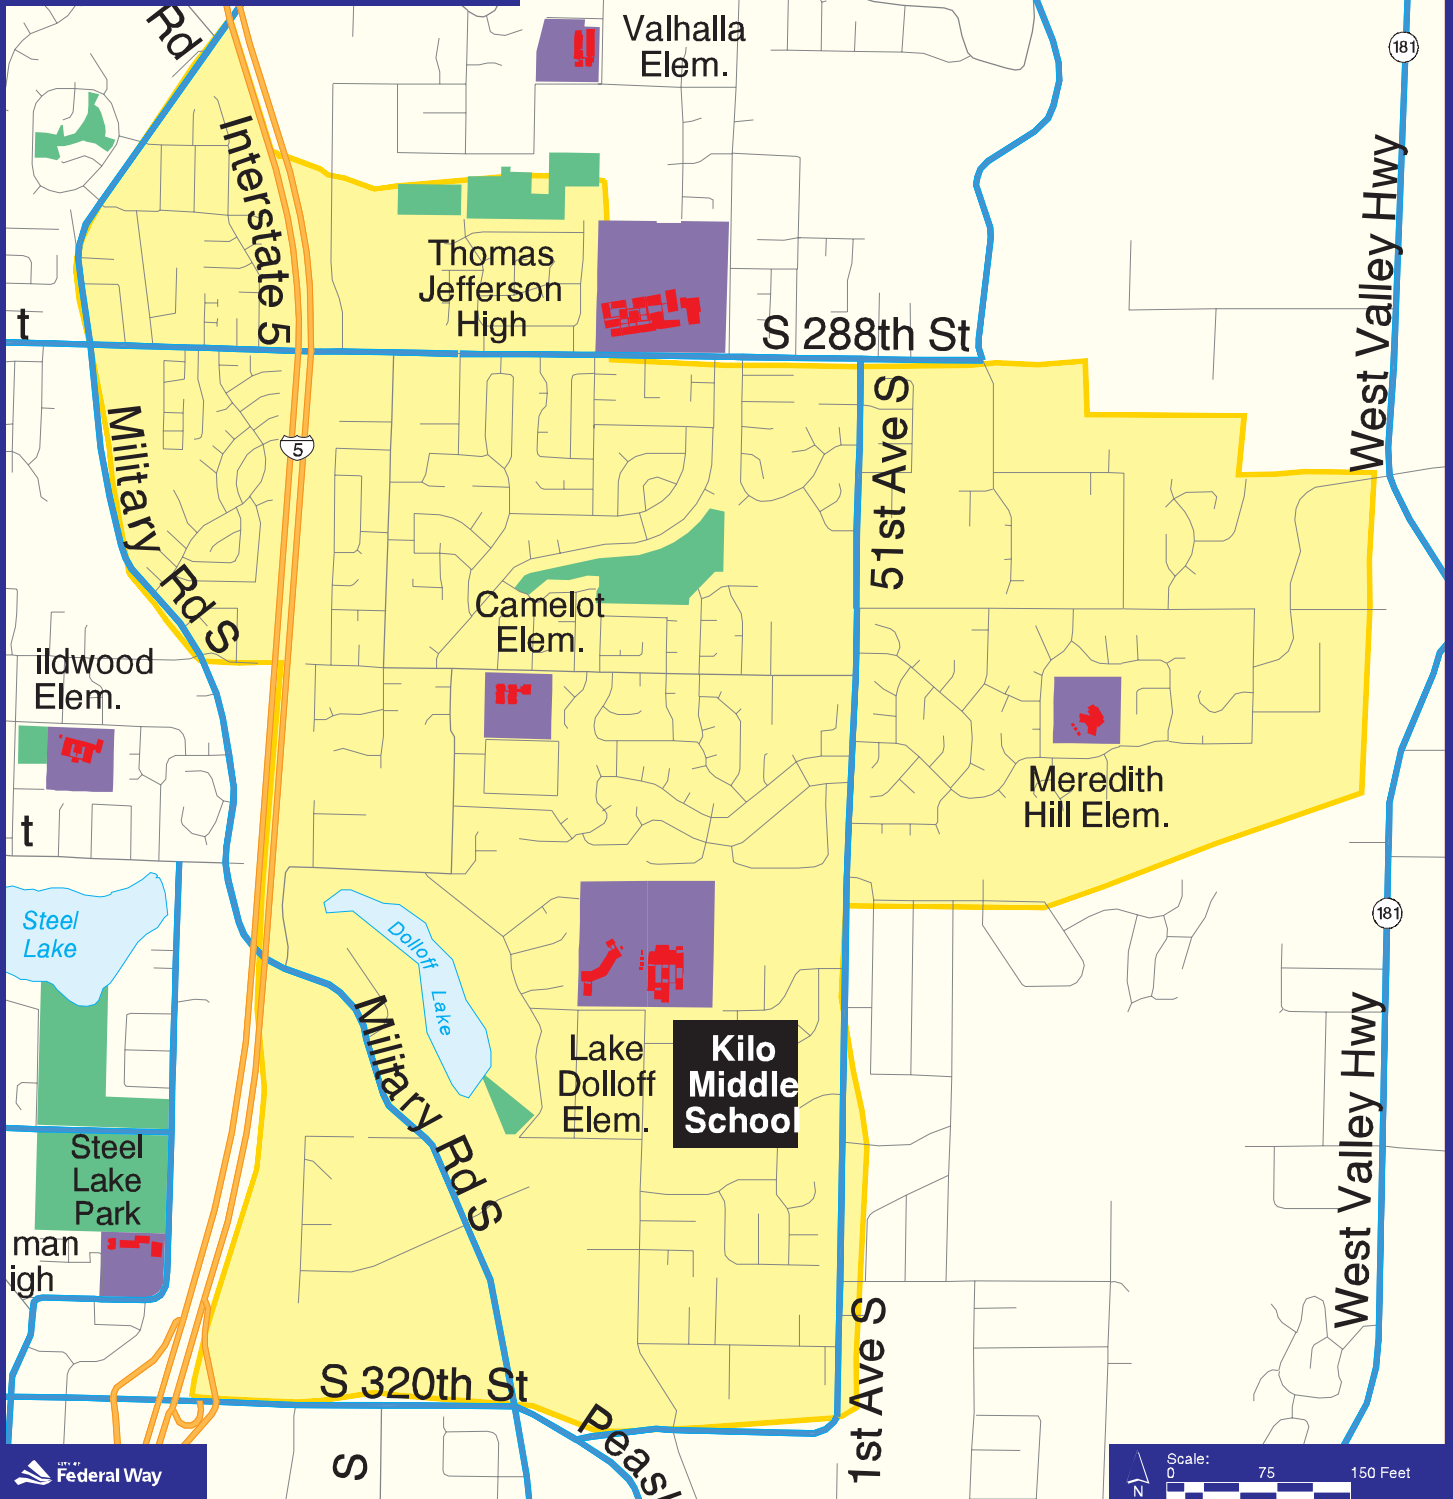 Rd
Valhalla
Elem.
181
Interstate 5
West Valley Hwy
Thomas
Jefferson
High
t
S 288th St
Military
Rd S
5
51st Ave S
Camelot
Elem.
ildwood
Elem.
Meredith
Hill Elem.
t
Steel
Lake
Dolloff
Lake
181
Military Rd S
Lake
Dolloff
Elem.
Kilo
Middle
School
West Valley Hwy
Steel
Lake
Park
man
igh
S 320th St
1st Ave S
S
Peas
CITY OF
Federal Way
N
Scale:
0 75 150 Feet